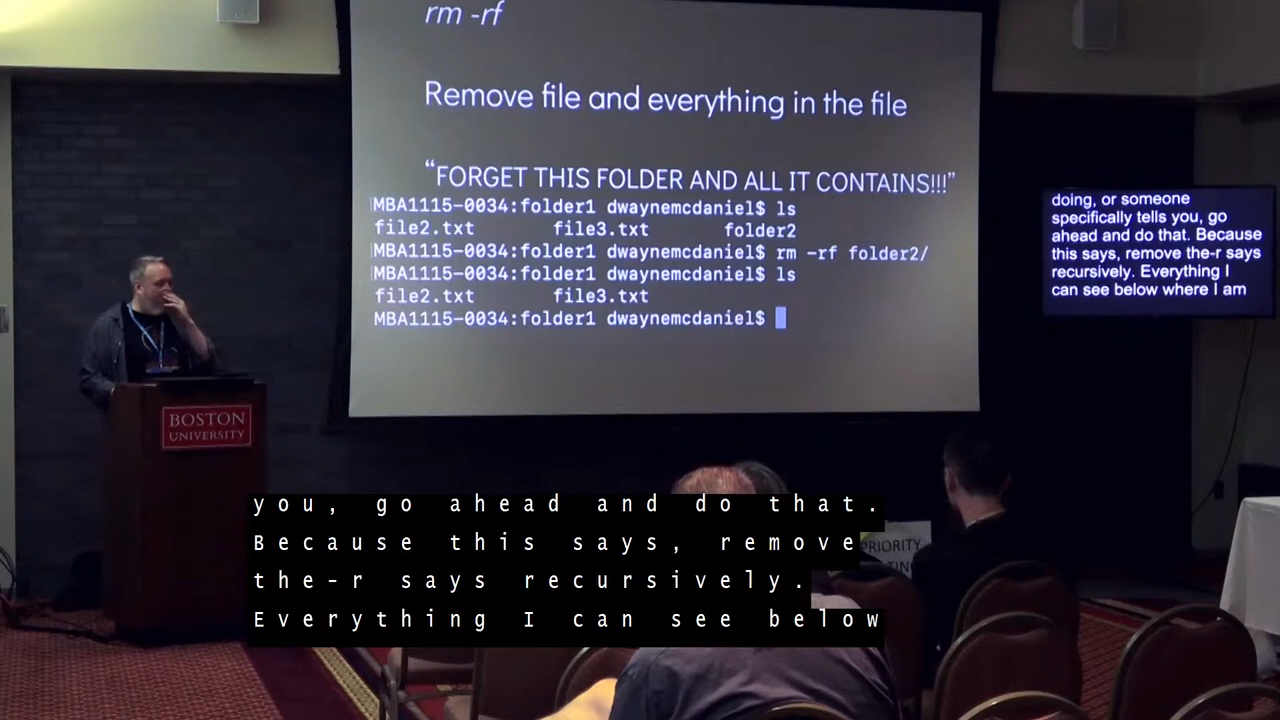 rm -rf
Remove file and everything in the file
“FORGET THIS FOLDER AND ALL IT CONTAINS!!!”
MBA1115-0034:folder1 dwaynemcdaniel$ ls
file2.txt file3.txt folder2
MBA1115-0034:folder1 dwaynemcdaniel$ rm -rf folder2/
MBA1115-0034:folder1 dwaynemcdaniel$ ls
file2.txt file3.txt
MBA1115-0034:folder1 dwaynemcdaniel$
doing, or someone
specifically tells you, go
ahead and do that. Because
this says, remove the-r says
recursively. Everything I
can see below where I am
BOSTON
UNIVERSITY
PRIORITY
you, go ahead and do that.
Because this says, remove
the-r says recursively.
Everything I can see below